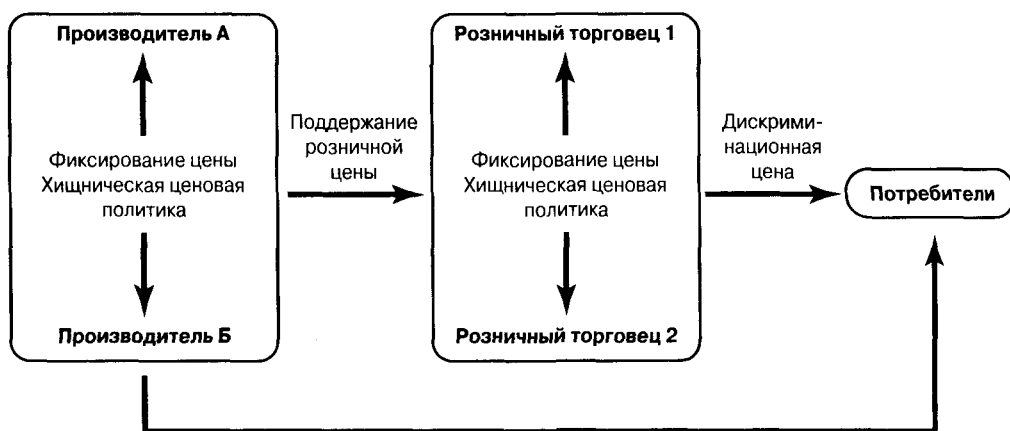 Производитель А
Фиксирование цены
Хищническая ценовая
политика
Производитель Б
Поддержание
розничной
цены
Розничный торговец 1
Фиксирование цены
Хищническая ценовая
политика
Розничный торговец 2
Дискрими-
национная
цена
Потребители